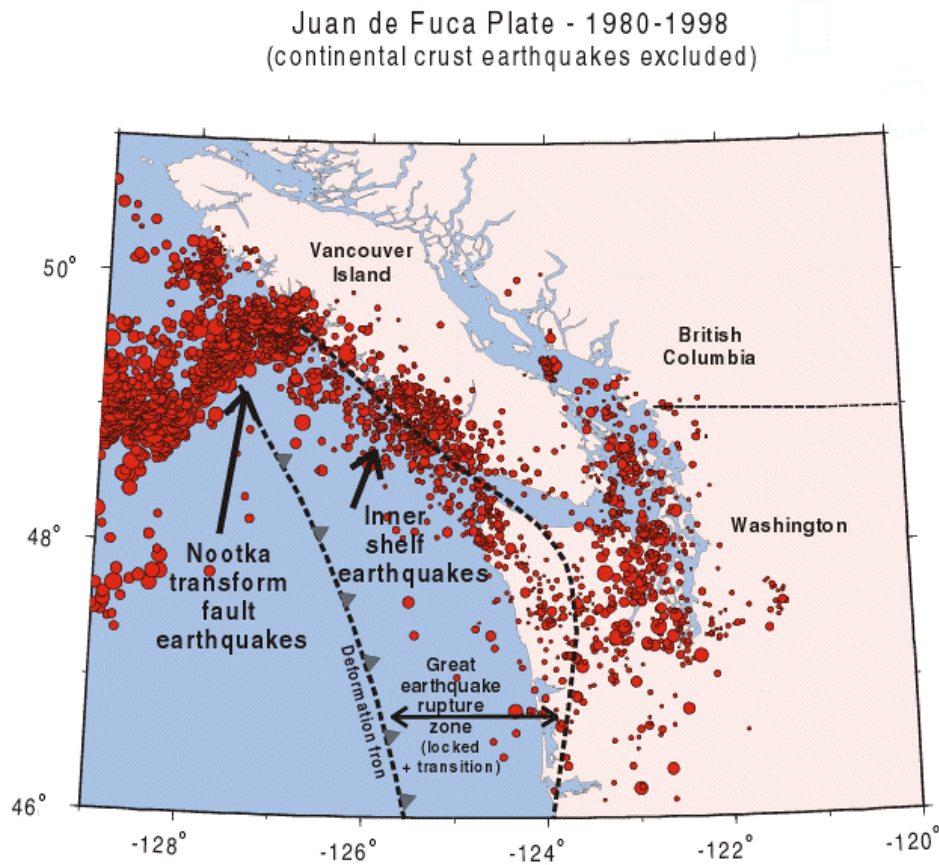 Juan de Fuca Plate - 1980-1998
(continental crust earthquakes excluded)
50°
48°
46°
Vancouver
Island
British
Columbia
Washington
Inner
shelf
earthquakes
Nootka
transform
fault
earthquakes
Deformation fron
Great
earthquake
rupture
zone
(locked
+ transition)
-128°
-126°
-124°
-122°
-120°